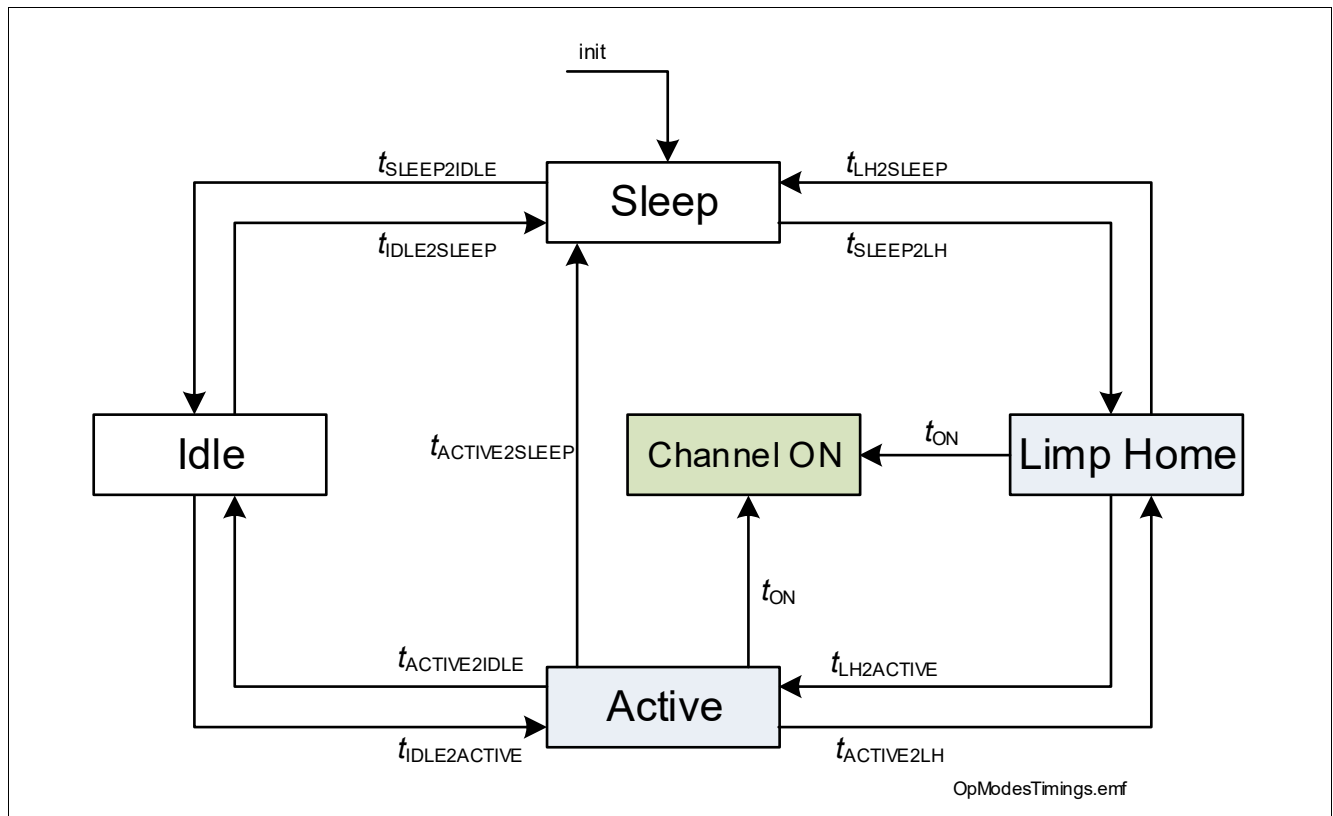 init
tSLEEP2IDLE
tLH2SLEEP
Sleep
tIDLE2SLEEP
tSLEEP2LH
tACTIVE2SLEEP
tON
Idle
Channel ON
Limp Home
tON
tACTIVE2IDLE
tLH2ACTIVE
Active
tIDLE2ACTIVE
tACTIVE2LH
OpModesTimings.emf